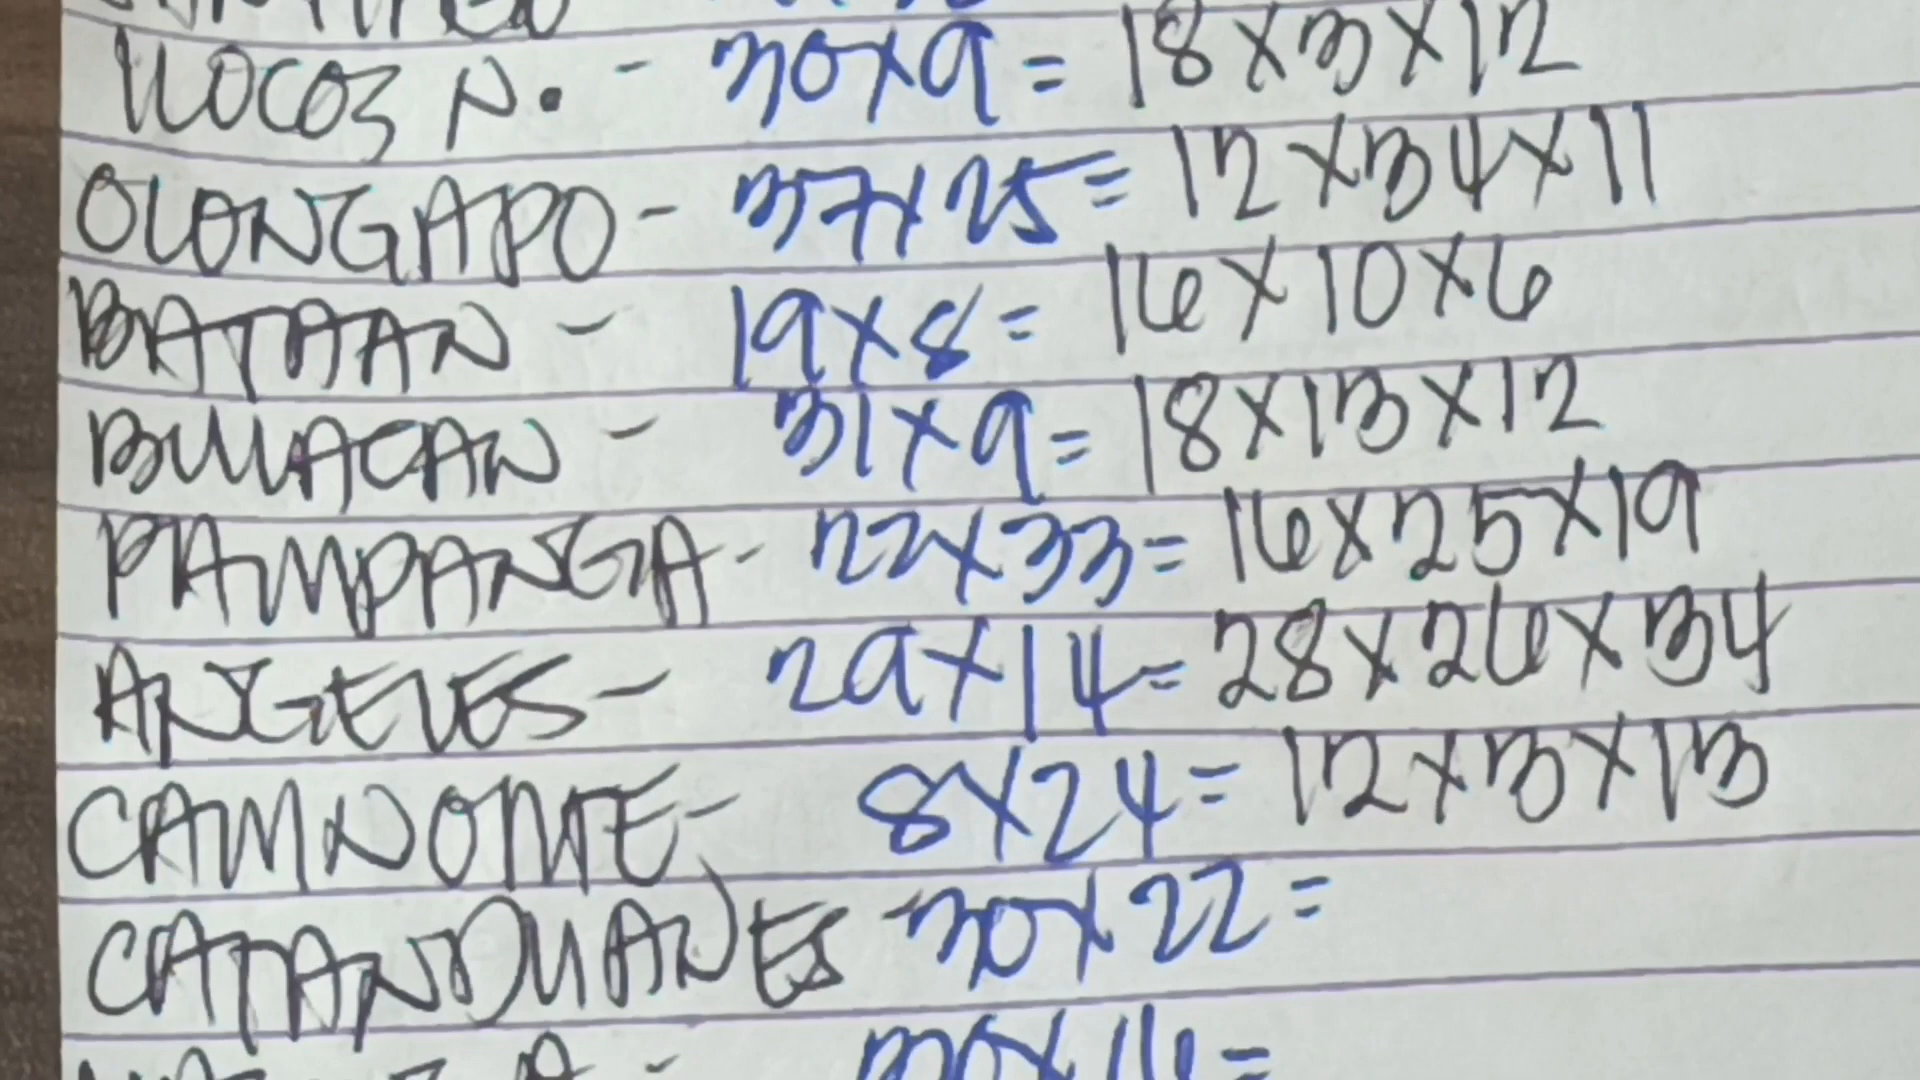 ILOCOS N. - 30X9= 18X3X12
OLONGAPO - 37X25= 12X34X11
BATAAN - 19X8= 16X10X6
BULACAN - 31X9= 18X13X12
PAMPANGA - 22X33= 16X25X19
ANGELES - 29X14= 28X26X34
CAMNORTE - 8X24= 12X3X13
CATANDUANES - 30X22=